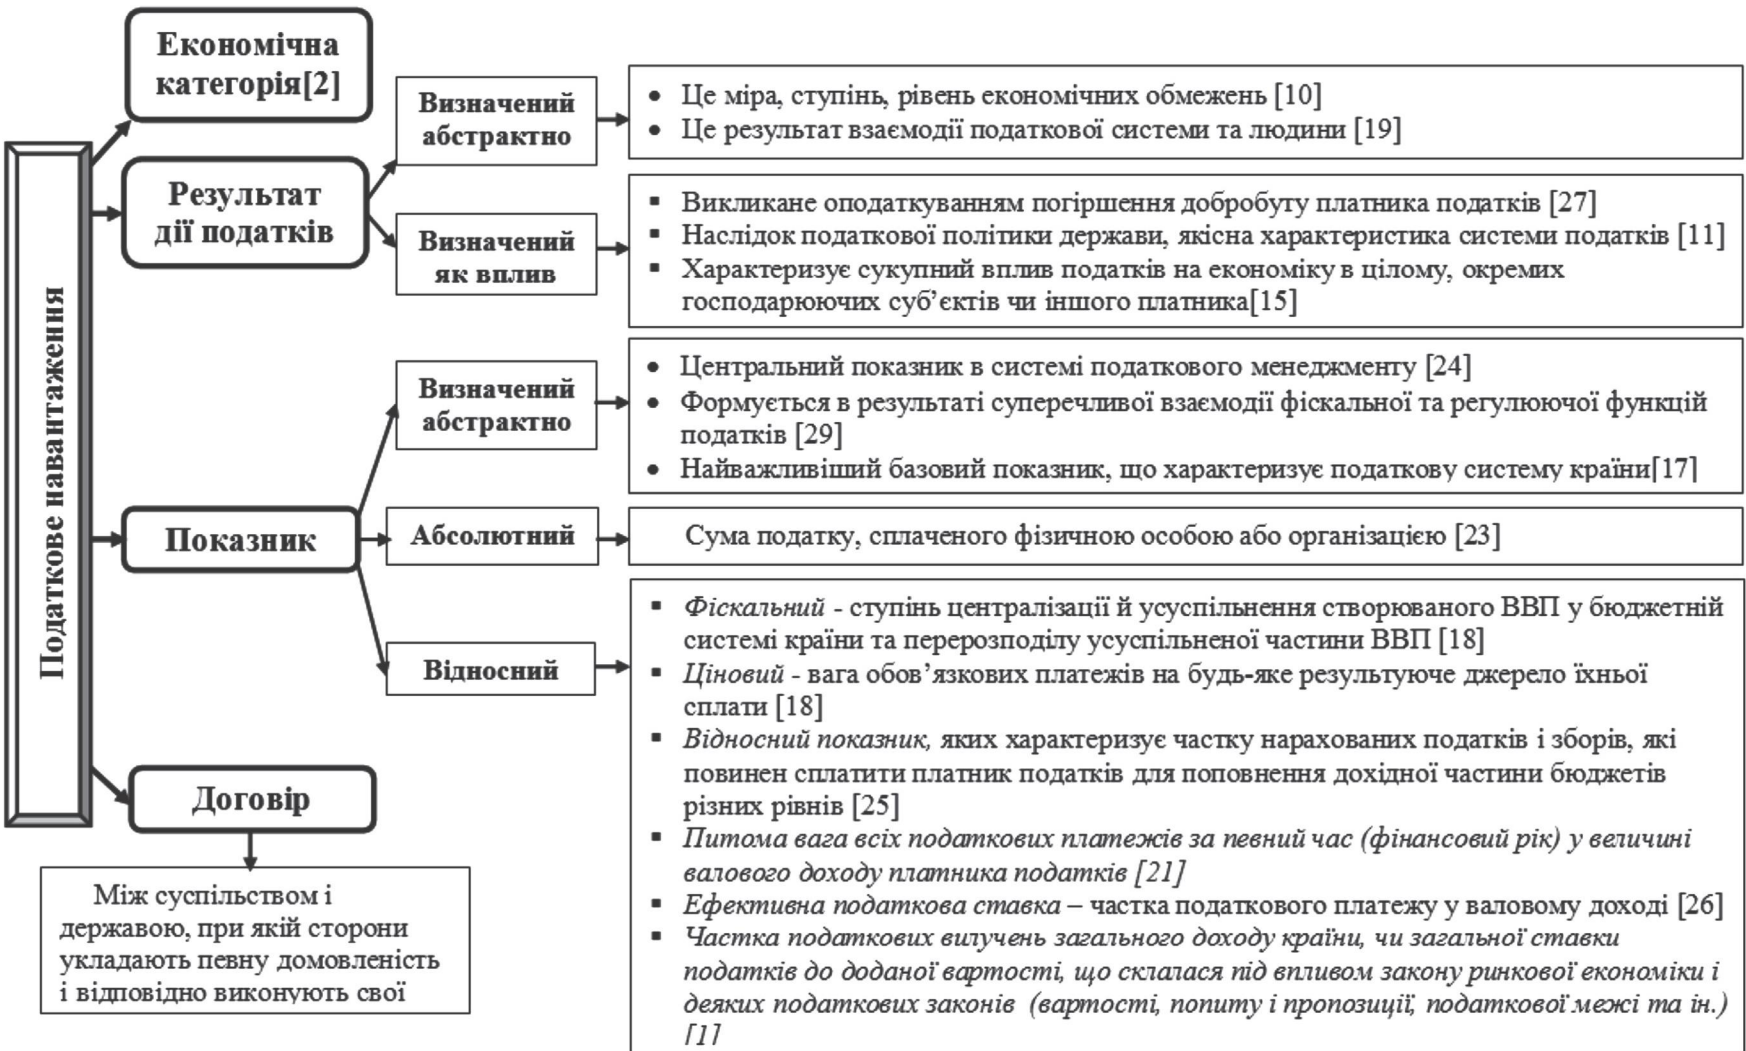 Податкове навантаження
Економічна
категорія[2]
Результат
дії податків
Визначений
абстрактно
• Це міра, ступінь, рівень економічних обмежень [10]
• Це результат взаємодії податкової системи та людини [19]
Визначений
як вплив
▪ Викликане оподаткуванням погіршення добробуту платника податків [27]
▪ Наслідок податкової політики держави, якісна характеристика системи податків [11]
▪ Характеризує сукупний вплив податків на економіку в цілому, окремих
господарюючих суб’єктів чи іншого платника[15]
Показник
Визначений
абстрактно
• Центральний показник в системі податкового менеджменту [24]
• Формується в результаті суперечливої взаємодії фіскальної та регулюючої функцій
податків [29]
• Найважливіший базовий показник, що характеризує податкову систему країни[17]
Абсолютний
Сума податку, сплаченого фізичною особою або організацією [23]
Відносний
▪ Фіскальний - ступінь централізації й усуспільнення створюваного ВВП у бюджетній
системі країни та перерозподілу усуспільненої частини ВВП [18]
▪ Ціновий - вага обов’язкових платежів на будь-яке результуюче джерело їхньої
сплати [18]
▪ Відносний показник, яких характеризує частку нарахованих податків і зборів, які
повинен сплатити платник податків для поповнення дохідної частини бюджетів
різних рівнів [25]
▪ Питома вага всіх податкових платежів за певний час (фінансовий рік) у величині
валового доходу платника податків [21]
▪ Ефективна податкова ставка – частка податкового платежу у валовому доході [26]
▪ Частка податкових вилучень загального доходу країни, чи загальної ставки
податків до доданої вартості, що склалася під впливом закону ринкової економіки і
деяких податкових законів (вартості, попиту і пропозиції, податкової межі та ін.)
[1]
Договір
Між суспільством і
державою, при якій сторони
укладають певну домовленість
і відповідно виконують свої